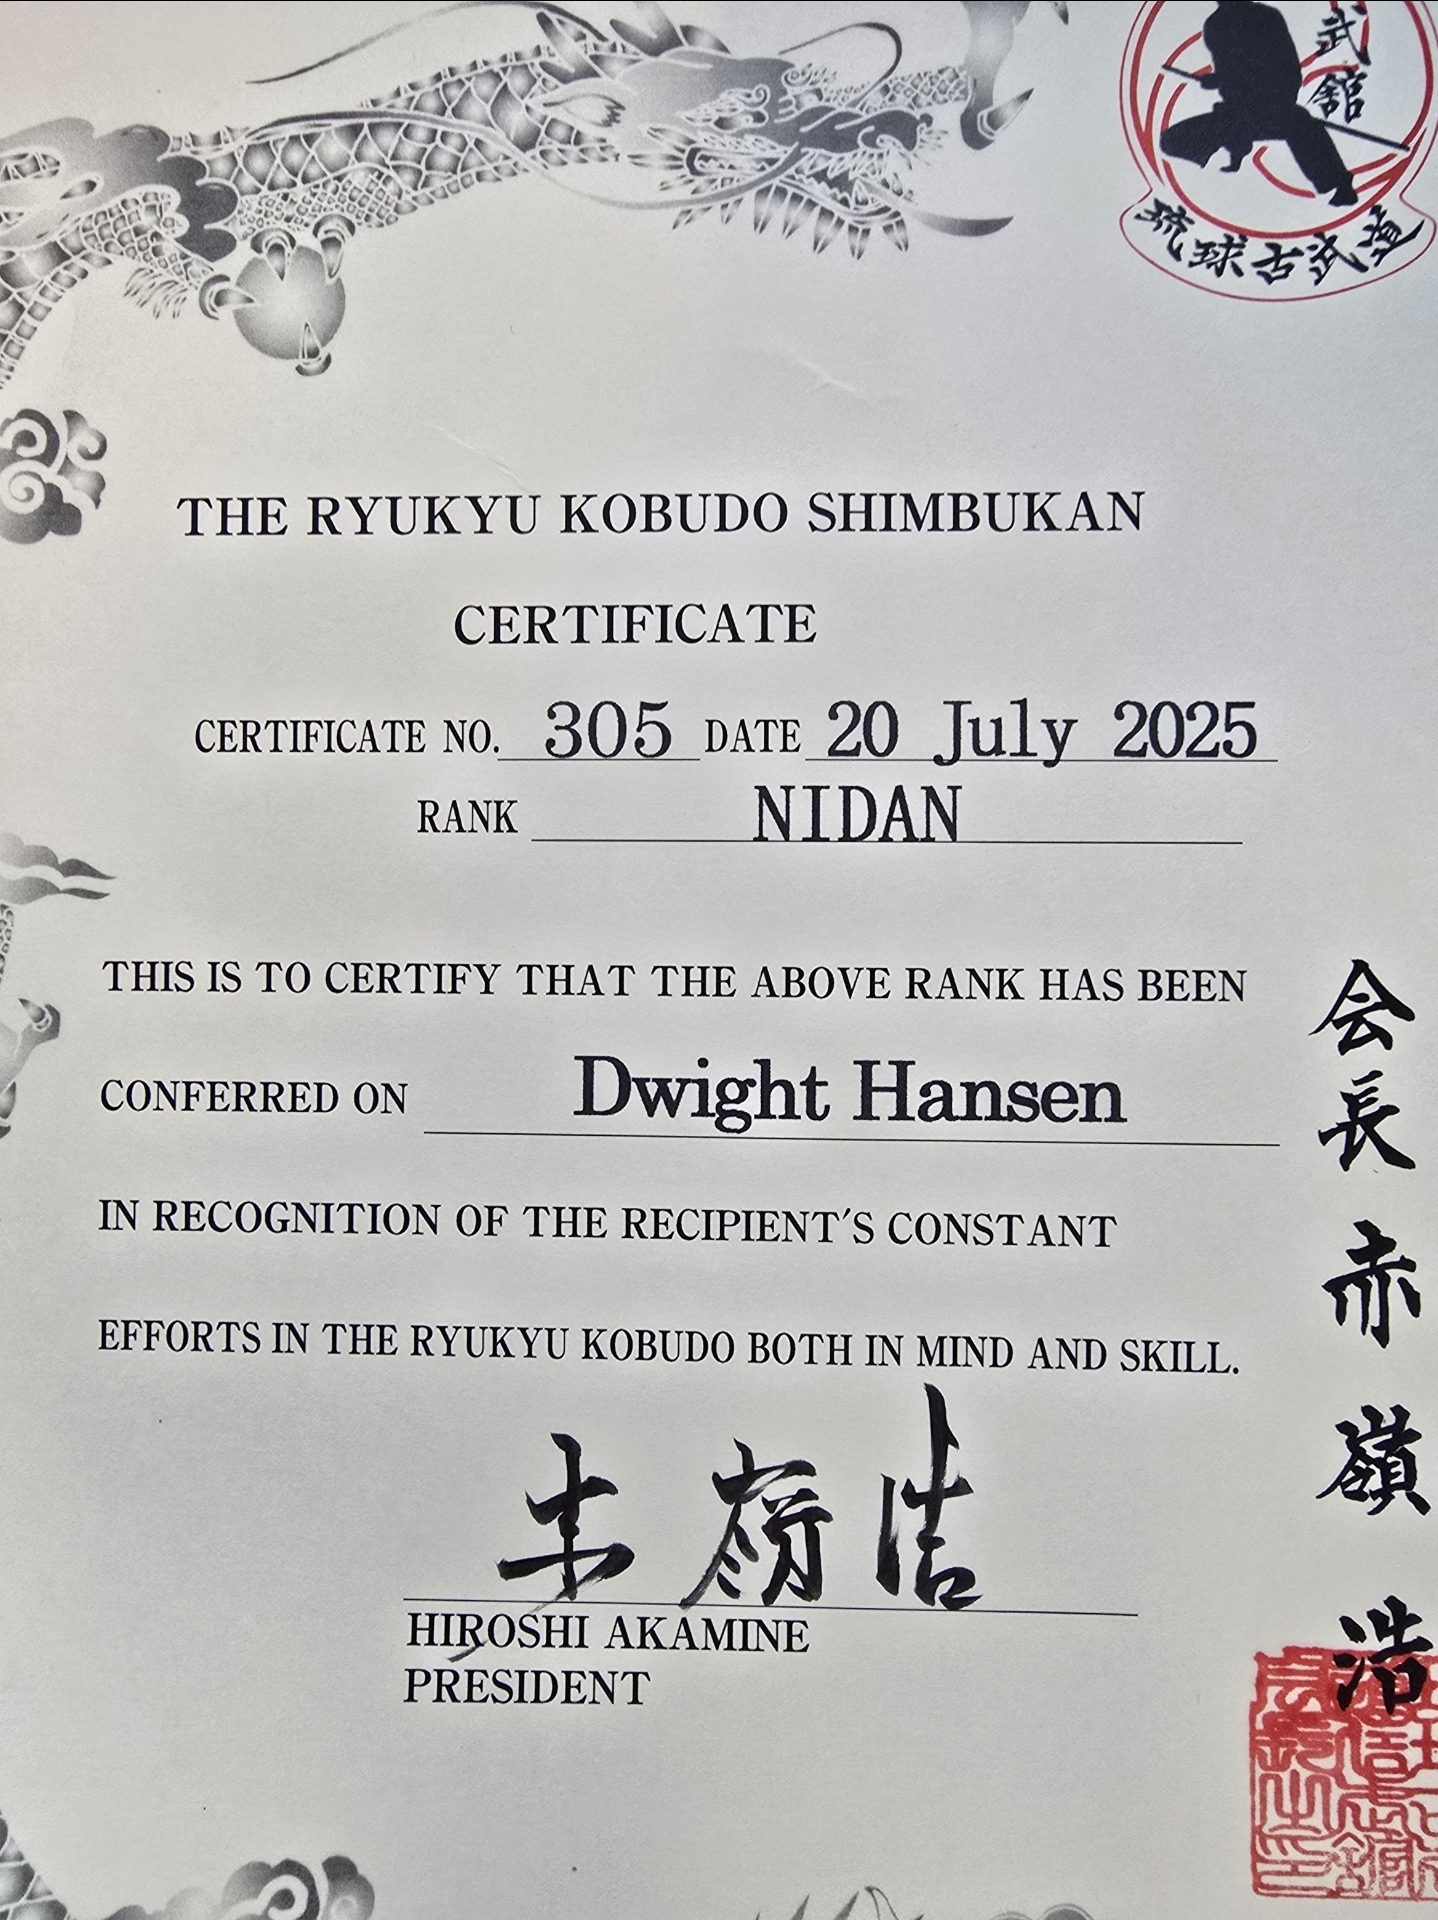 武館
琉球古武道
THE RYUKYU KOBUDO SHIMBUKAN
CERTIFICATE
CERTIFICATE NO. 305 DATE 20 July 2025
RANK NIDAN
THIS IS TO CERTIFY THAT THE ABOVE RANK HAS BEEN
CONFERRED ON Dwight Hansen
IN RECOGNITION OF THE RECIPIENT'S CONSTANT
EFFORTS IN THE RYUKYU KOBUDO BOTH IN MIND AND SKILL.
赤嶺浩
HIROSHI AKAMINE
PRESIDENT
会長赤嶺浩